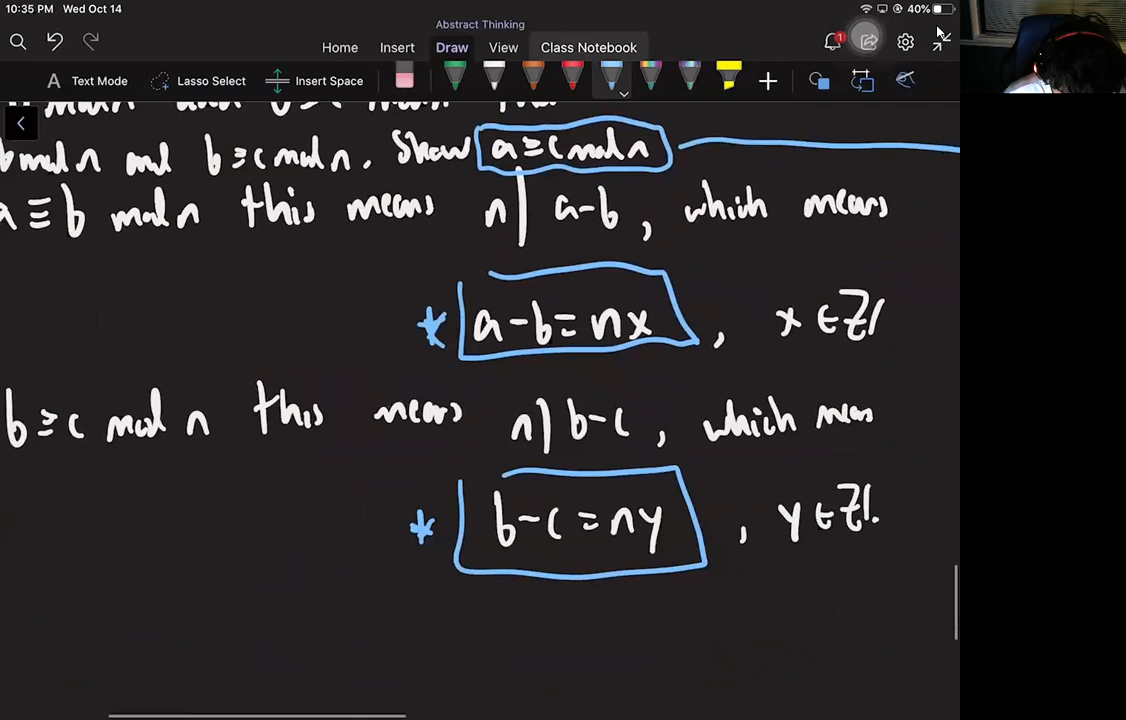 10:35 PM Wed Oct 14
40%
Abstract Thinking
Home Insert Draw View Class Notebook
1
A Text Mode Lasso Select Insert Space
mean
b mod n and b ≡ c mod n. Show a ≡ c mod n
a ≡ b mod n this means n | a-b, which means
* a-b = nx, x ∈ ℤ
b ≡ c mod n this means n | b-c, which mean
* b-c = ny, y ∈ ℤ.